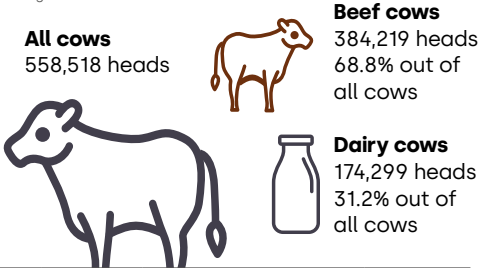 All cows
558,518 heads
Beef cows
384,219 heads
68.8% out of
all cows
Dairy cows
174,299 heads
31.2% out of
all cows